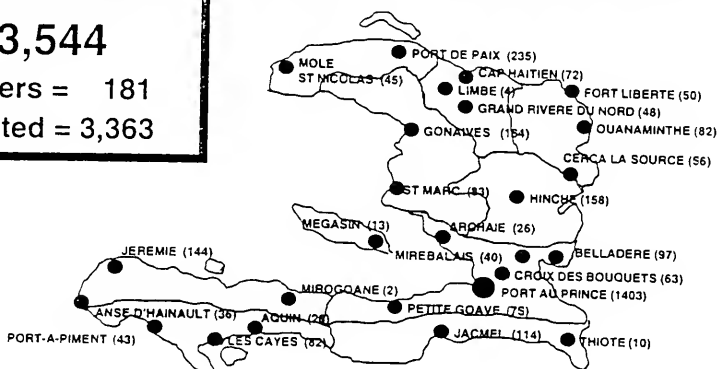 3,544
ers = 181
ted = 3,363
PORT DE PAIX (235)
MOLE
ST NICOLAS (45)
CAP HAITIEN (72)
LIMBE (4)
FORT LIBERTE (50)
GRAND RIVERE DU NORD (48)
GONAIVES (164)
OUANAMINTHE (82)
CERCA LA SOURCE (56)
ST MARC (83)
HINCHE (158)
MEGASIN (13)
ARCHAIE (26)
JEREMIE (144)
MIREBALAIS (40)
BELLADERE (97)
CROIX DES BOUQUETS (63)
MIROGOANE (2)
PORT AU PRINCE (1403)
ANSE D'HAINAULT (36)
PETITE GOAVE (75)
AQUIN
PORT-A-PIMENT (43)
LES CAYES (82)
JACMEL (114)
THIOTE (10)